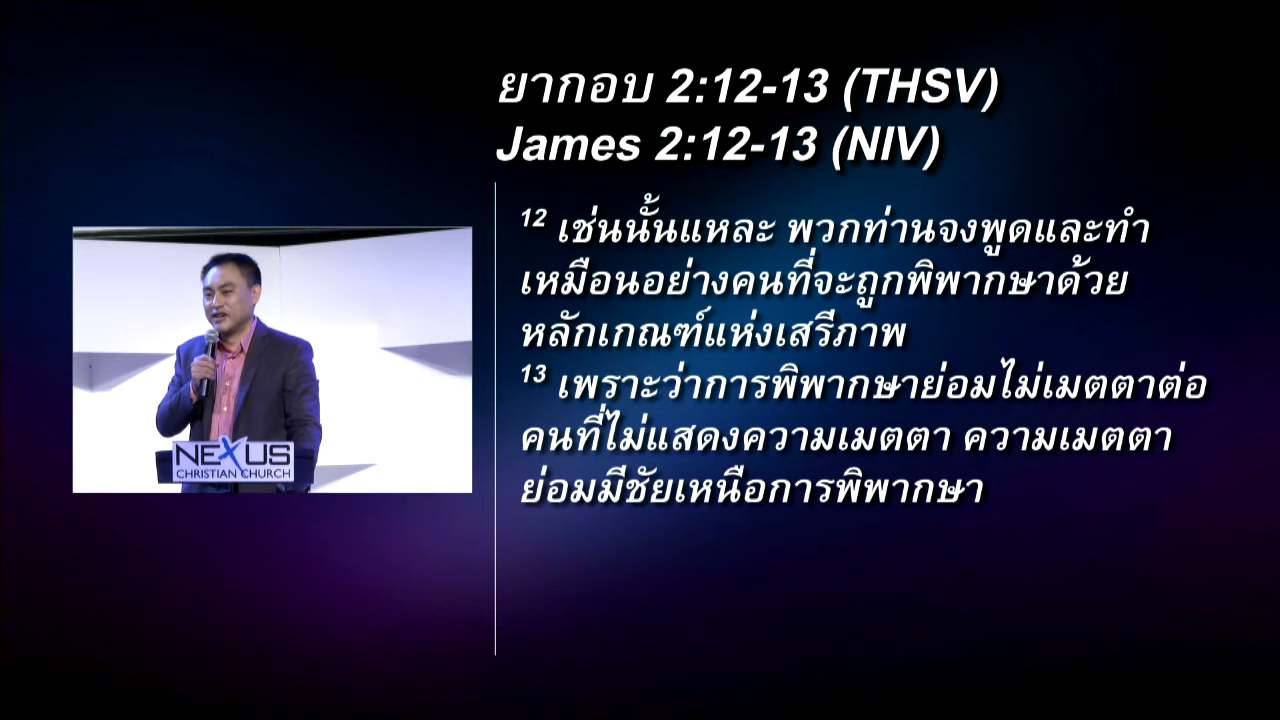 ยากอบ 2:12-13 (THSV)
James 2:12-13 (NIV)
12 เช่นนั้นแหละ พวกท่านจงพูดและทำ
เหมือนอย่างคนที่จะถูกพิพากษาด้วย
หลักเกณฑ์แห่งเสรีภาพ
13 เพราะว่าการพิพากษาย่อมไม่เมตตาต่อ
คนที่ไม่แสดงความเมตตา ความเมตตา
ย่อมมีชัยเหนือการพิพากษา
NEXUS
CHRISTIAN CHURCH